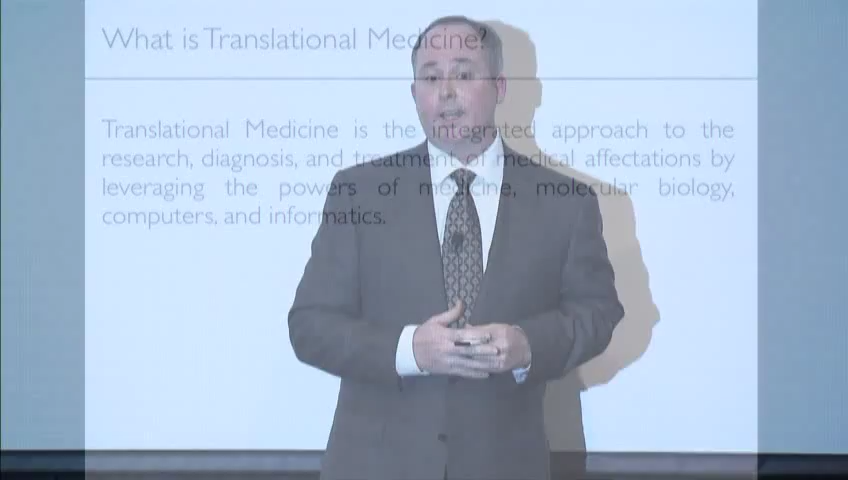 What is Translational Medicine?
Translational Medicine is the integrated approach to the
research, diagnosis, and treatment of medical affectations by
leveraging the powers of medicine, molecular biology,
computers, and informatics.